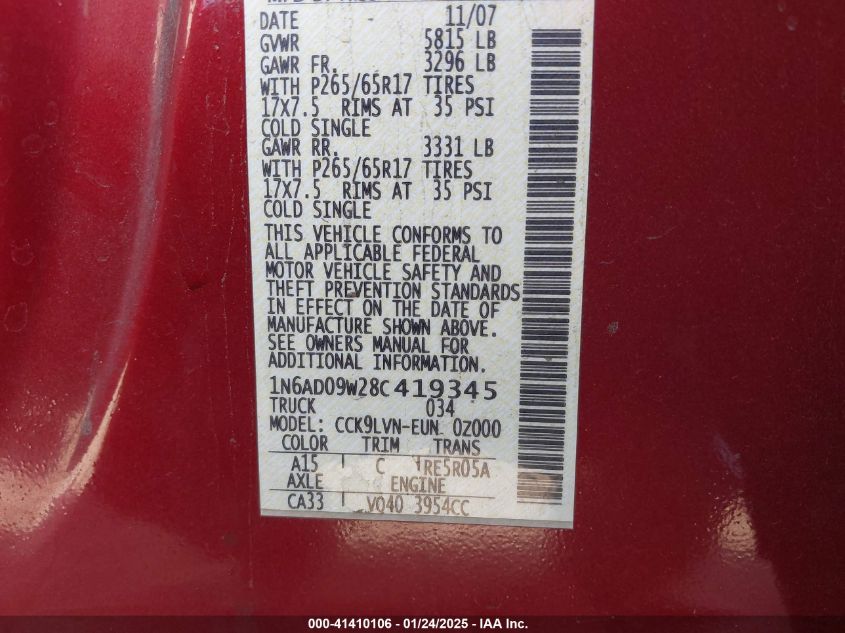 DATE 11/07
GVWR 5815 LB
GAWR FR. 3296 LB
WITH P265/65R17 TIRES
17X7.5 RIMS AT 35 PSI
COLD SINGLE
GAWR RR. 3331 LB
WITH P265/65R17 TIRES
17X7.5 RIMS AT 35 PSI
COLD SINGLE
THIS VEHICLE CONFORMS TO
ALL APPLICABLE FEDERAL
MOTOR VEHICLE SAFETY AND
THEFT PREVENTION STANDARDS
IN EFFECT ON THE DATE OF
MANUFACTURE SHOWN ABOVE.
SEE OWNERS MANUAL FOR
ADDITIONAL INFORMATION.
1N6AD09W28C419345
TRUCK 034
MODEL: CCK9LVN-EUN 0Z000
COLOR TRIM TRANS
A15 C RE5R05A
AXLE ENGINE
CA33 VQ40 3954CC
000-41410106 / 01/24/2025 - IAA Inc.